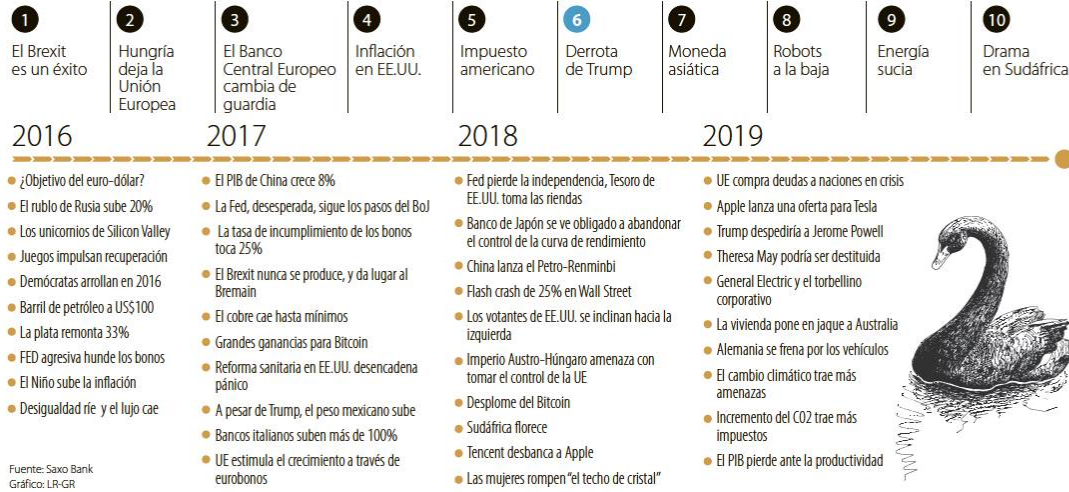 1
El Brexit
es un éxito
2
Hungría
deja la
Unión
Europea
3
El Banco
Central Europeo
cambia de
guardia
4
Inflación
en EE.UU.
5
Impuesto
americano
6
Derrota
de Trump
7
Moneda
asiática
8
Robots
a la baja
9
Energía
sucia
10
Drama
en Sudáfrica
2016
¿Objetivo del euro-dólar?
El rublo de Rusia sube 20%
Los unicornios de Silicon Valley
Juegos impulsan recuperación
Demócratas arrollan en 2016
Barril de petróleo a US$100
La plata remonta 33%
FED agresiva hunde los bonos
El Niño sube la inflación
Desigualdad ríe y el lujo cae
2017
El PIB de China crece 8%
La Fed, desesperada, sigue los pasos del BoJ
La tasa de incumplimiento de los bonos
toca 25%
El Brexit nunca se produce, y da lugar al
Bremain
El cobre cae hasta mínimos
Grandes ganancias para Bitcoin
Reforma sanitaria en EE.UU. desencadena
pánico
A pesar de Trump, el peso mexicano sube
Bancos italianos suben más de 100%
UE estimula el crecimiento a través de
eurobonos
2018
Fed pierde la independencia, Tesoro de
EE.UU. toma las riendas
Banco de Japón se ve obligado a abandonar
el control de la curva de rendimiento
China lanza el Petro-Renminbi
Flash crash de 25% en Wall Street
Los votantes de EE.UU. se inclinan hacia la
izquierda
Imperio Austro-Húngaro amenaza con
tomar el control de la UE
Desplome del Bitcoin
Sudáfrica florece
Tencent desbanca a Apple
Las mujeres rompen “el techo de cristal”
2019
UE compra deudas a naciones en crisis
Apple lanza una oferta para Tesla
Trump despediría a Jerome Powell
Theresa May podría ser destituida
General Electric y el torbellino
corporativo
La vivienda pone en jaque a Australia
Alemania se frena por los vehículos
El cambio climático trae más
amenazas
Incremento del CO2 trae más
impuestos
El PIB pierde ante la productividad
Fuente: Saxo Bank
Gráfico: LR-GR